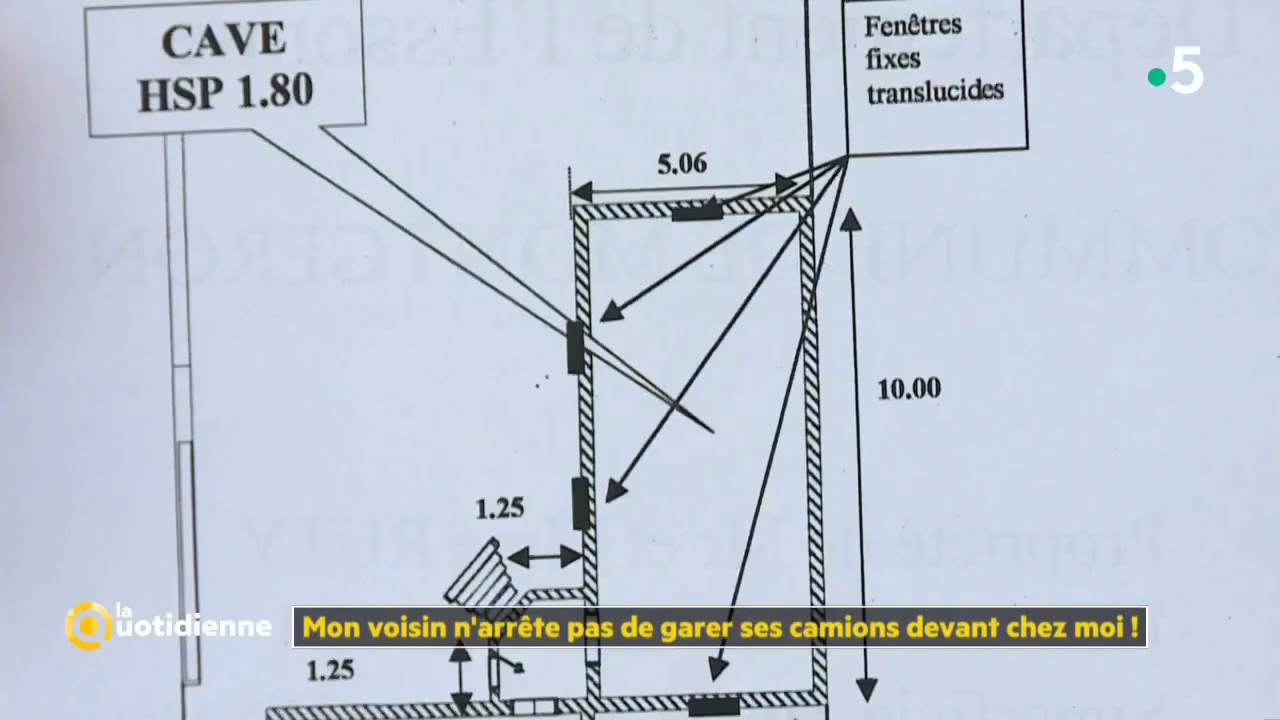 CAVE
HSP 1.80
Fenêtres
fixes
translucides
5
5.06
10.00
1.25
la
Quotidienne
Mon voisin n'arrête pas de garer ses camions devant chez moi !
1.25